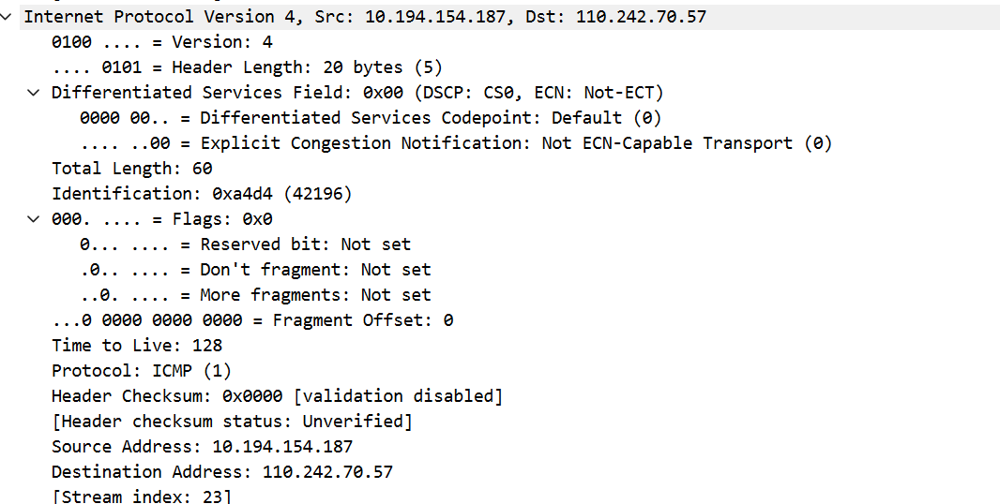 Internet Protocol Version 4, Src: 10.194.154.187, Dst: 110.242.70.57
0100 .... = Version: 4
.... 0101 = Header Length: 20 bytes (5)
Differentiated Services Field: 0x00 (DSCP: CS0, ECN: Not-ECT)
0000 00.. = Differentiated Services Codepoint: Default (0)
.... ..00 = Explicit Congestion Notification: Not ECN-Capable Transport (0)
Total Length: 60
Identification: 0xa4d4 (42196)
000. .... = Flags: 0x0
0... .... = Reserved bit: Not set
.0.. .... = Don't fragment: Not set
..0. .... = More fragments: Not set
...0 0000 0000 0000 = Fragment Offset: 0
Time to Live: 128
Protocol: ICMP (1)
Header Checksum: 0x0000 [validation disabled]
[Header checksum status: Unverified]
Source Address: 10.194.154.187
Destination Address: 110.242.70.57
[Stream index: 23]